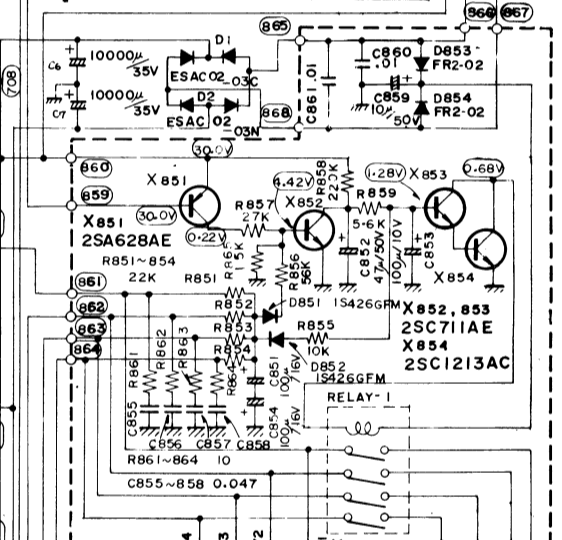 865
866
867
D1
C6
10000μ
/35V
ESAC02
-03C
C860
.01
D853
FR2-02
C861 .01
708
C7
10000μ
/35V
D2
ESAC 02
-03N
868
C859
10μ
/50V
D854
FR2-02
30.0V
860
X851
4.42V
R858
220K
1.28V
X853
0.68V
859
R857
27K
X852
R859
5.6K
X851
2SA628AE
30.0V
0.22V
R865
15K
R856
56K
C852
47μ/50V
100μ/10V
C853
X854
R851~854
22K
861
R851
D851
1S426GFM
862
R852
X852, 853
2SC711AE
863
R853
R855
10K
X854
2SC1213AC
864
R854
D852
1S426GFM
R861
R862
R863
R864
C851
100μ
/16V
RELAY-1
C855
C856
C857
C858
C854
100μ
/16V
R861~864 10
C855~858 0.047